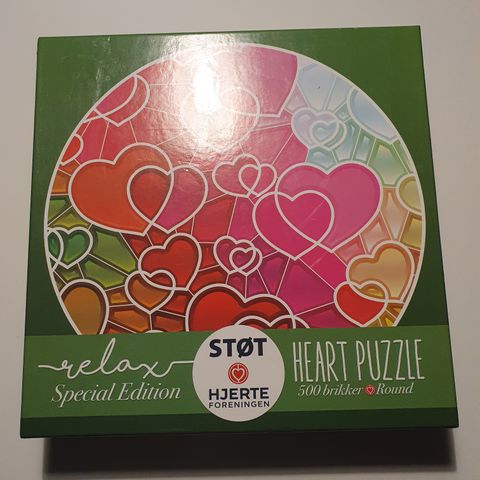 relax
Special Edition
STØT
HJERTE
FORENINGEN
HEART PUZZLE
500 brikker Round